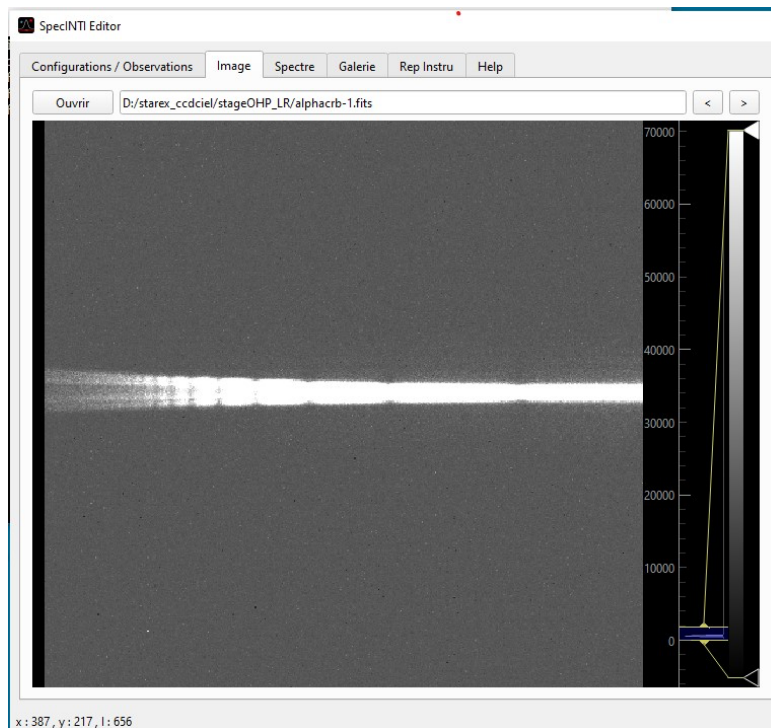 SpecINTI Editor
Configurations / Observations Image Spectre Galerie Rep Instru Help
Ouvrir D:/starex_ccdciel/stageOHP_LR/alphacrb-1.fits < >
70000
60000
50000
40000
30000
20000
10000
0
x : 387 , y : 217 , I : 656